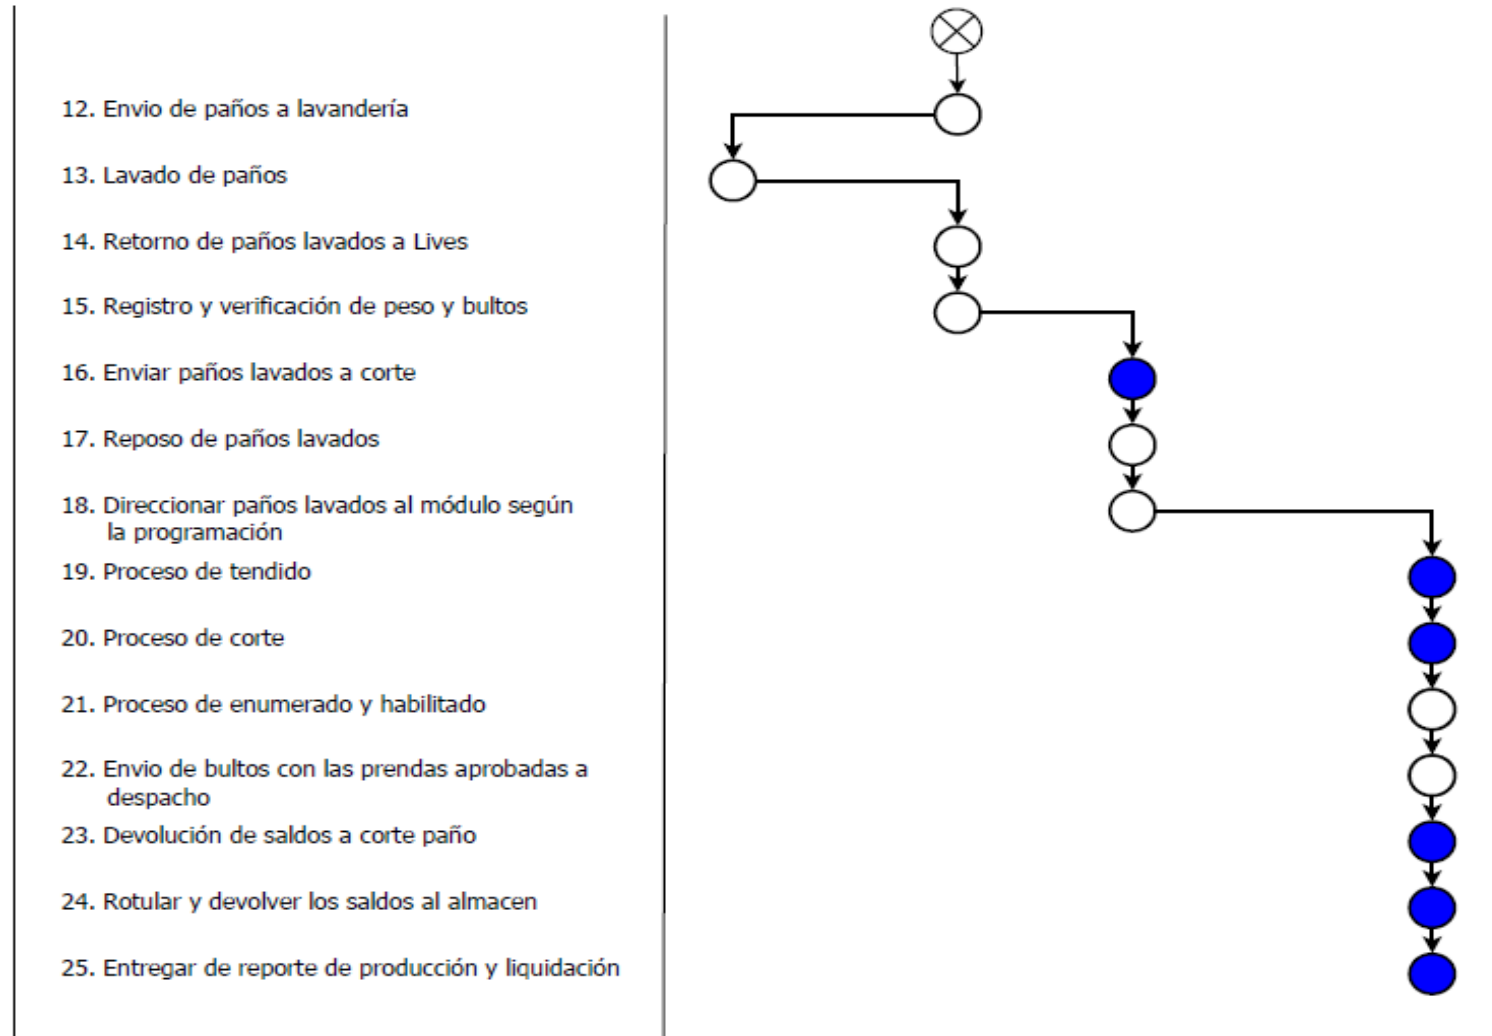 12. Envio de paños a lavandería
13. Lavado de paños
14. Retorno de paños lavados a Lives
15. Registro y verificación de peso y bultos
16. Enviar paños lavados a corte
17. Reposo de paños lavados
18. Direccionar paños lavados al módulo según
la programación
19. Proceso de tendido
20. Proceso de corte
21. Proceso de enumerado y habilitado
22. Envio de bultos con las prendas aprobadas a
despacho
23. Devolución de saldos a corte paño
24. Rotular y devolver los saldos al almacen
25. Entregar de reporte de producción y liquidación